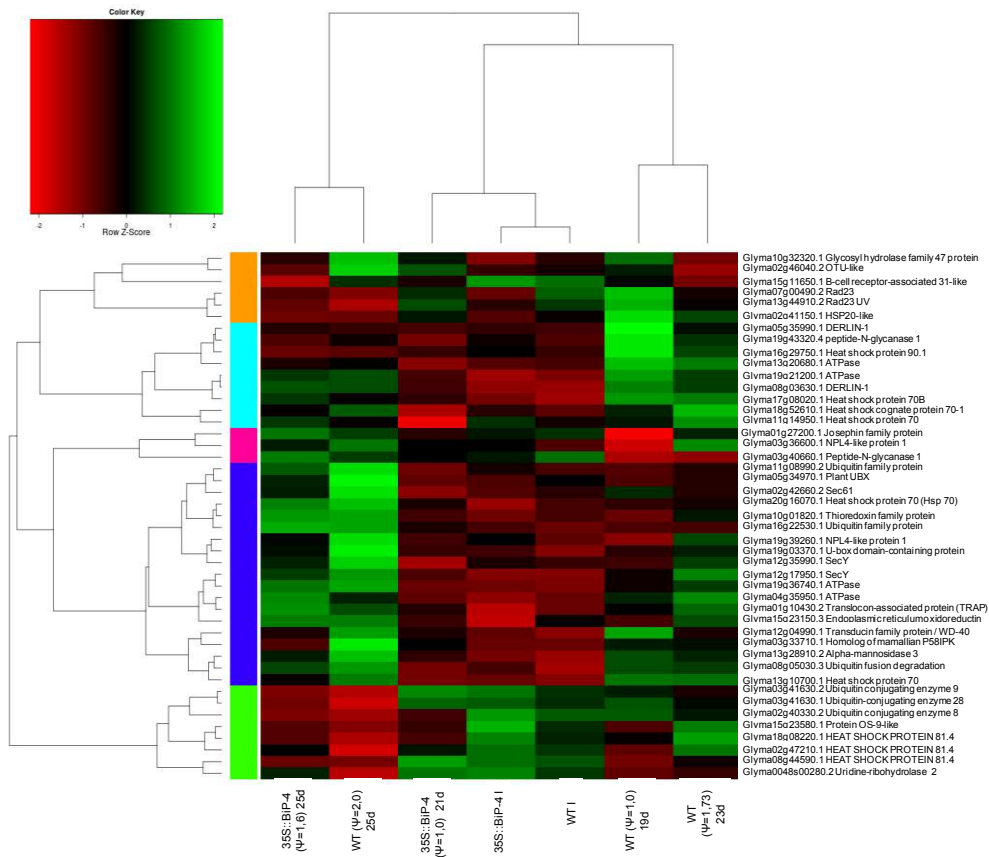 Color Key
-2 -1 0 1 2
Row Z-Score
Glyma10g32320.1 Glycosyl hydrolase family 47 protein
Glyma02g46040.2 OTU-like
Glyma15g11650.1 B-cell receptor-associated 31-like
Glyma07g00490.2 Rad23
Glyma13g44910.2 Rad23 UV
Glyma02g41150.1 HSP20-like
Glyma05g35990.1 DERLIN-1
Glyma19g43320.4 peptide-N-glycanase 1
Glyma16g29750.1 Heat shock protein 90.1
Glyma13g20680.1 ATPase
Glyma19g21200.1 ATPase
Glyma08g03630.1 DERLIN-1
Glyma17g08020.1 Heat shock protein 70B
Glyma18g52610.1 Heat shock cognate protein 70-1
Glyma11g14950.1 Heat shock protein 70
Glyma01g27200.1 Josephin family protein
Glyma03g36600.1 NPL4-like protein 1
Glyma03g40660.1 Peptide-N-glycanase 1
Glyma11g08990.2 Ubiquitin family protein
Glyma05g34970.1 Plant UBX
Glyma02g42660.2 Sec61
Glyma20g16070.1 Heat shock protein 70 (Hsp 70)
Glyma10g01820.1 Thioredoxin family protein
Glyma16g22530.1 Ubiquitin family protein
Glyma19g39260.1 NPL4-like protein 1
Glyma19g03370.1 U-box domain-containing protein
Glyma12g35990.1 SecY
Glyma12g17950.1 SecY
Glyma19g36740.1 ATPase
Glyma04g35950.1 ATPase
Glyma01g10430.2 Translocon-associated protein (TRAP)
Glyma15g23150.3 Endoplasmic reticulum oxidoreductin
Glyma12g04990.1 Transducin family protein / WD-40
Glyma03g33710.1 Homolog of mamallian P58IPK
Glyma13g28910.2 Alpha-mannosidase 3
Glyma08g05030.3 Ubiquitin fusion degradation
Glyma13g10700.1 Heat shock protein 70
Glyma03g41630.2 Ubiquitin conjugating enzyme 9
Glyma03g41630.1 Ubiquitin-conjugating enzyme 28
Glyma02g40330.2 Ubiquitin conjugating enzyme 8
Glyma15g23580.1 Protein OS-9-like
Glyma18g08220.1 HEAT SHOCK PROTEIN 81.4
Glyma02g47210.1 HEAT SHOCK PROTEIN 81.4
Glyma08g44590.1 HEAT SHOCK PROTEIN 81.4
Glyma0048s00280.2 Uridine-ribohydrolase 2
35S::BiP-4
(Ψ=1,6) 25d
WT (Ψ=2,0)
25d
35S::BiP-4
(Ψ=1,0) 21d
35S::BiP-4 I
WT I
WT (Ψ=1,0)
19d
WT
(Ψ=1,73)
23d